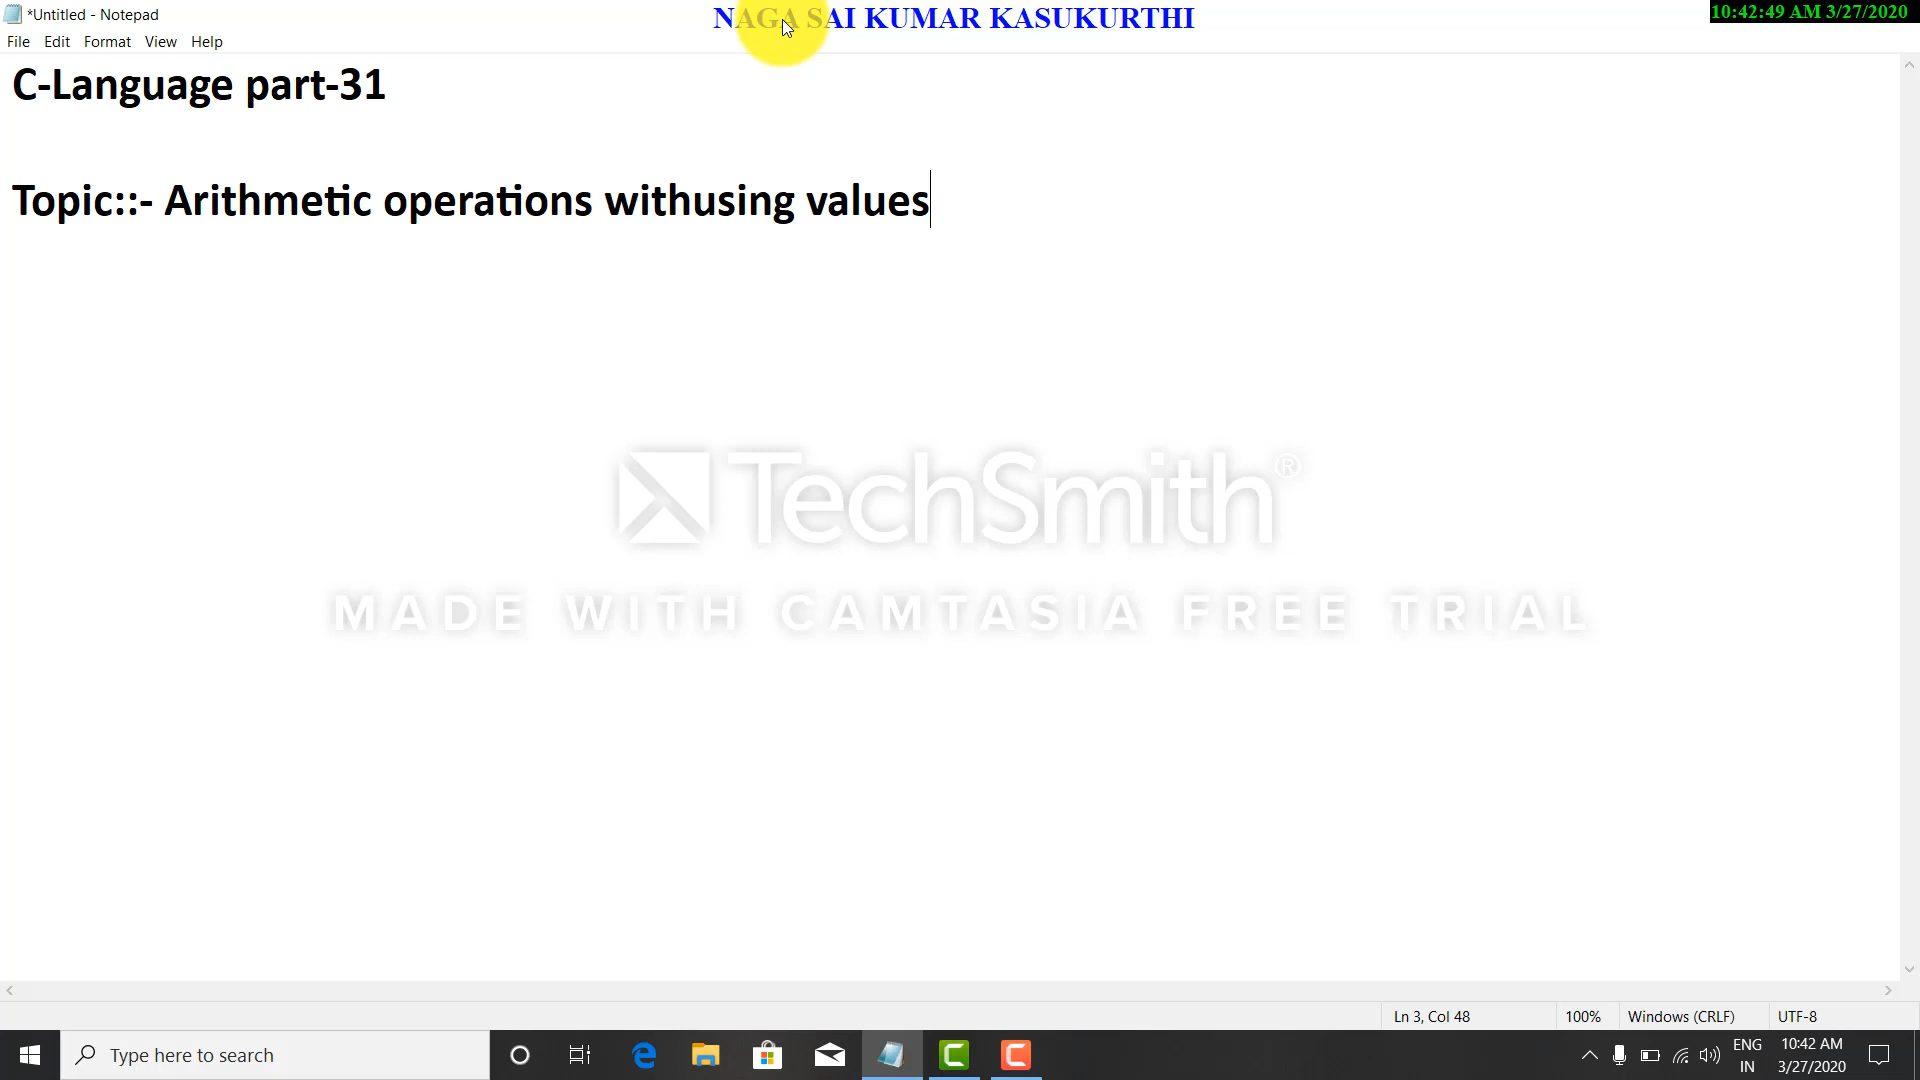 *Untitled - Notepad
NAGA SAI KUMAR KASUKURTHI
10:42:49 AM 3/27/2020
File Edit Format View Help
C-Language part-31
Topic::- Arithmetic operations withusing values
TechSmith®
MADE WITH CAMTASIA FREE TRIAL
Ln 3, Col 48 100% Windows (CRLF) UTF-8
Type here to search
ENG
IN
10:42 AM
3/27/2020